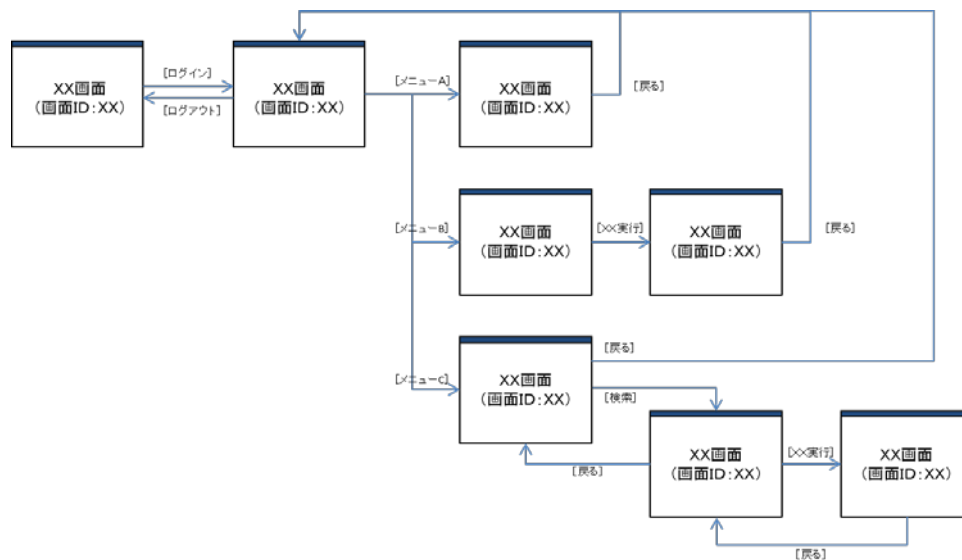 [ログイン]
XX画面
(画面ID:XX)
[ログアウト]
XX画面
(画面ID:XX)
[メニューA]
XX画面
(画面ID:XX)
[戻る]
[メニューB]
XX画面
(画面ID:XX)
[XX実行]
XX画面
(画面ID:XX)
[戻る]
[メニューC]
XX画面
(画面ID:XX)
[戻る]
[検索]
XX画面
(画面ID:XX)
[戻る]
[XX実行]
XX画面
(画面ID:XX)
[戻る]